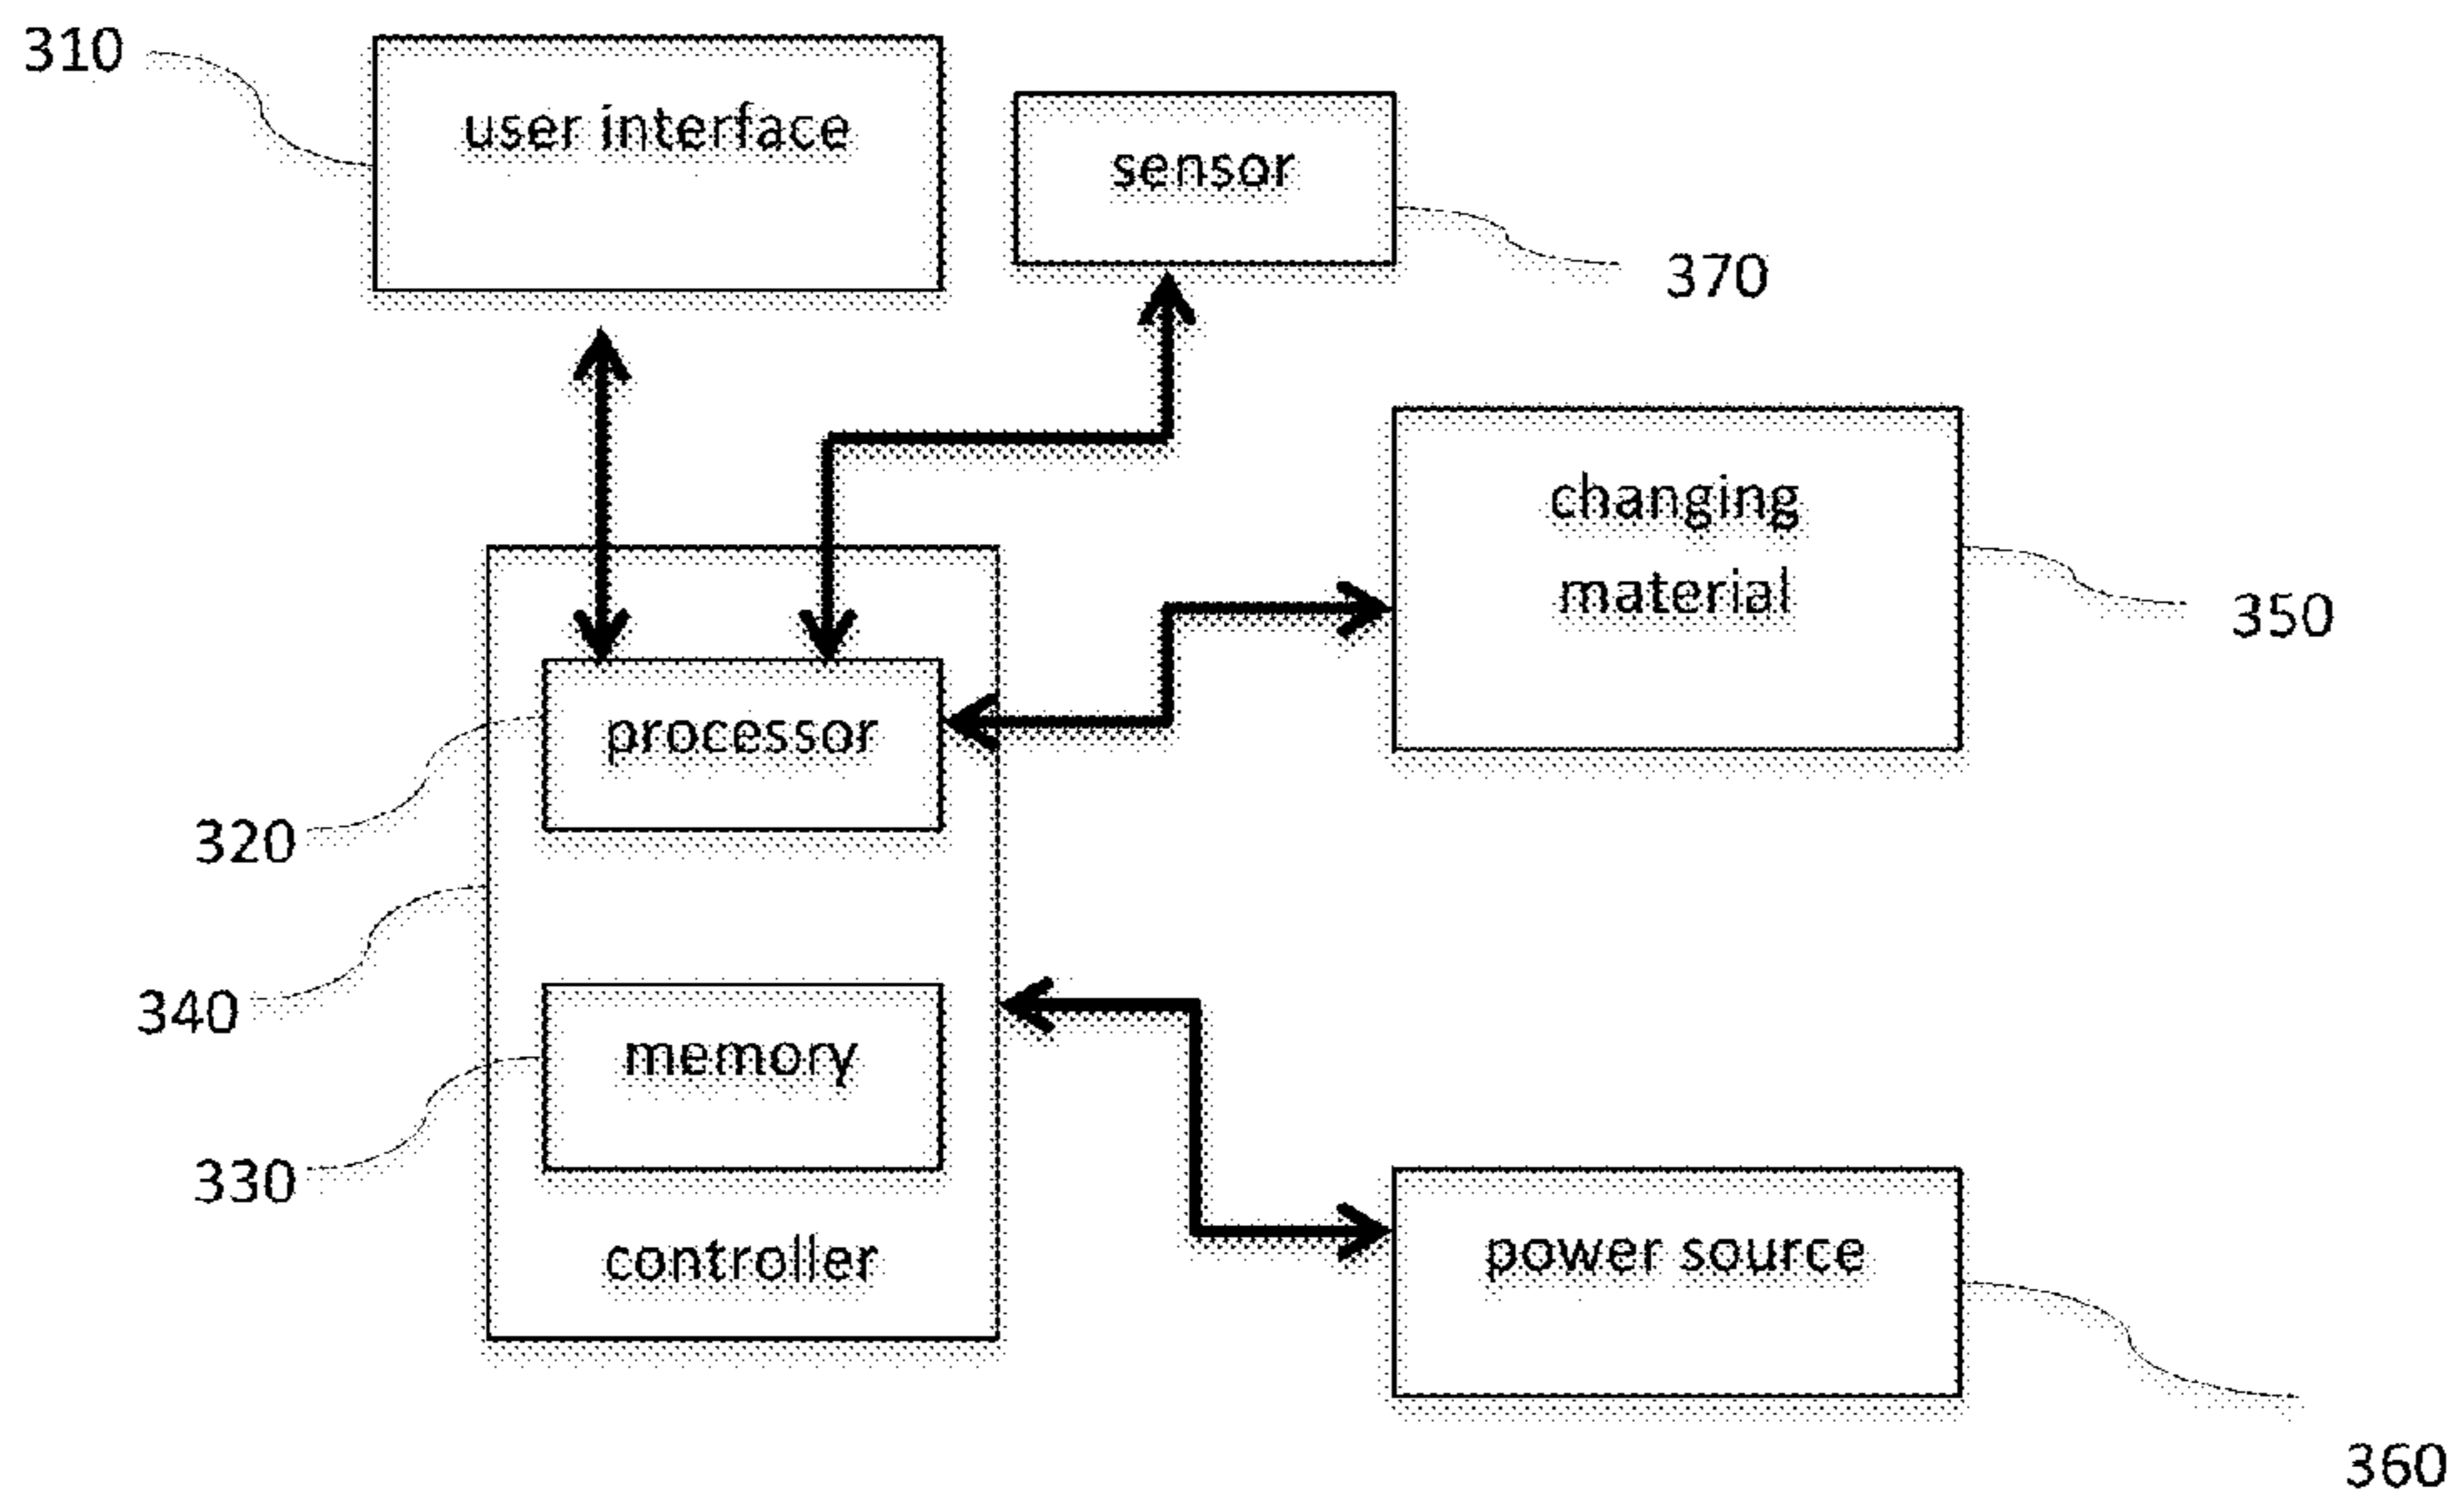 310
user interface
sensor
370
changing
material
350
processor
320
340
memory
330
controller
power source
360